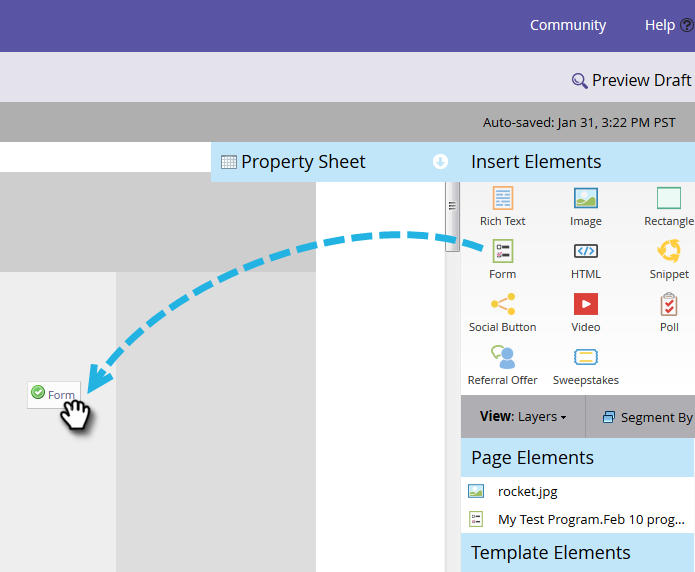 Community Help
Preview Draft
Auto-saved: Jan 31, 3:22 PM PST
Property Sheet
Insert Elements
Rich Text Image Rectangle
Form HTML Snippet
Social Button Video Poll
Referral Offer Sweepstakes
Form
View: Layers Segment By
Page Elements
rocket.jpg
My Test Program.Feb 10 prog...
Template Elements